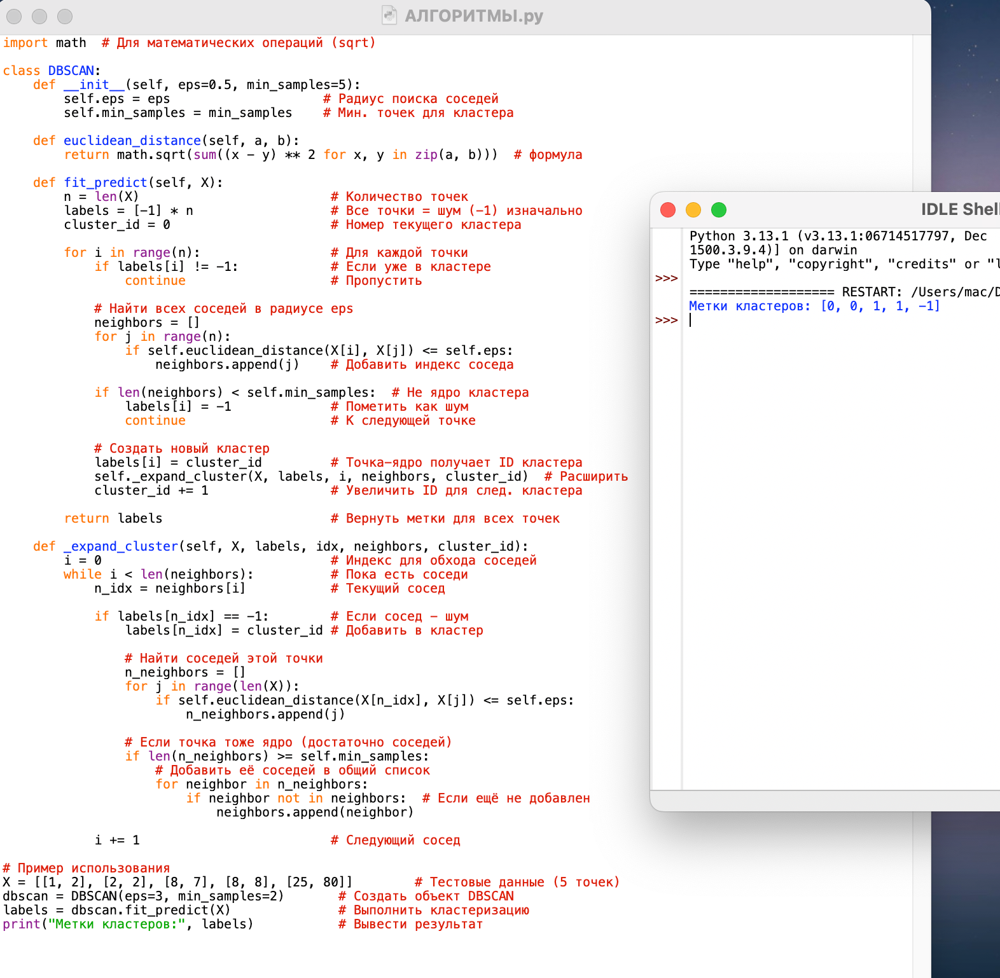 АЛГОРИТМЫ.py
import math  # Для математических операций (sqrt)
class DBSCAN:
    def __init__(self, eps=0.5, min_samples=5):
        self.eps = eps                    # Радиус поиска соседей
        self.min_samples = min_samples    # Мин. точек для кластера
    def euclidean_distance(self, a, b):
        return math.sqrt(sum((x - y) ** 2 for x, y in zip(a, b)))  # формула
    def fit_predict(self, X):
        n = len(X)                         # Количество точек
        labels = [-1] * n                  # Все точки = шум (-1) изначально
        cluster_id = 0                     # Номер текущего кластера
        for i in range(n):                 # Для каждой точки
            if labels[i] != -1:            # Если уже в кластере
                continue                   # Пропустить
            # Найти всех соседей в радиусе eps
            neighbors = []
            for j in range(n):
                if self.euclidean_distance(X[i], X[j]) <= self.eps:
                    neighbors.append(j)    # Добавить индекс соседа
            if len(neighbors) < self.min_samples:  # Не ядро кластера
                labels[i] = -1             # Пометить как шум
                continue                   # К следующей точке
            # Создать новый кластер
            labels[i] = cluster_id         # Точка-ядро получает ID кластера
            self._expand_cluster(X, labels, i, neighbors, cluster_id)  # Расширить
            cluster_id += 1                # Увеличить ID для след. кластера
        return labels                      # Вернуть метки для всех точек
    def _expand_cluster(self, X, labels, idx, neighbors, cluster_id):
        i = 0                              # Индекс для обхода соседей
        while i < len(neighbors):          # Пока есть соседи
            n_idx = neighbors[i]           # Текущий сосед
            if labels[n_idx] == -1:        # Если сосед - шум
                labels[n_idx] = cluster_id # Добавить в кластер
                # Найти соседей этой точки
                n_neighbors = []
                for j in range(len(X)):
                    if self.euclidean_distance(X[n_idx], X[j]) <= self.eps:
                        n_neighbors.append(j)
                # Если точка тоже ядро (достаточно соседей)
                if len(n_neighbors) >= self.min_samples:
                    # Добавить её соседей в общий список
                    for neighbor in n_neighbors:
                        if neighbor not in neighbors:  # Если ещё не добавлен
                            neighbors.append(neighbor)
            i += 1                         # Следующий сосед
# Пример использования
X = [[1, 2], [2, 2], [8, 7], [8, 8], [25, 80]]        # Тестовые данные (5 точек)
dbscan = DBSCAN(eps=3, min_samples=2)       # Создать объект DBSCAN
labels = dbscan.fit_predict(X)              # Выполнить кластеризацию
print("Метки кластеров:", labels)           # Вывести результат
IDLE Shell
Python 3.13.1 (v3.13.1:06714517797, Dec
1500.3.9.4)] on darwin
Type "help", "copyright", "credits" or "l
>>>
=================== RESTART: /Users/mac/D
Метки кластеров: [0, 0, 1, 1, -1]
>>>